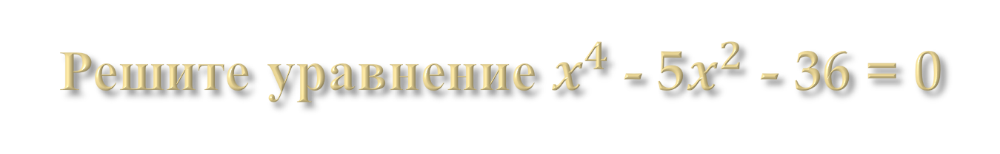 Решите уравнение x⁴ - 5x² - 36 = 0